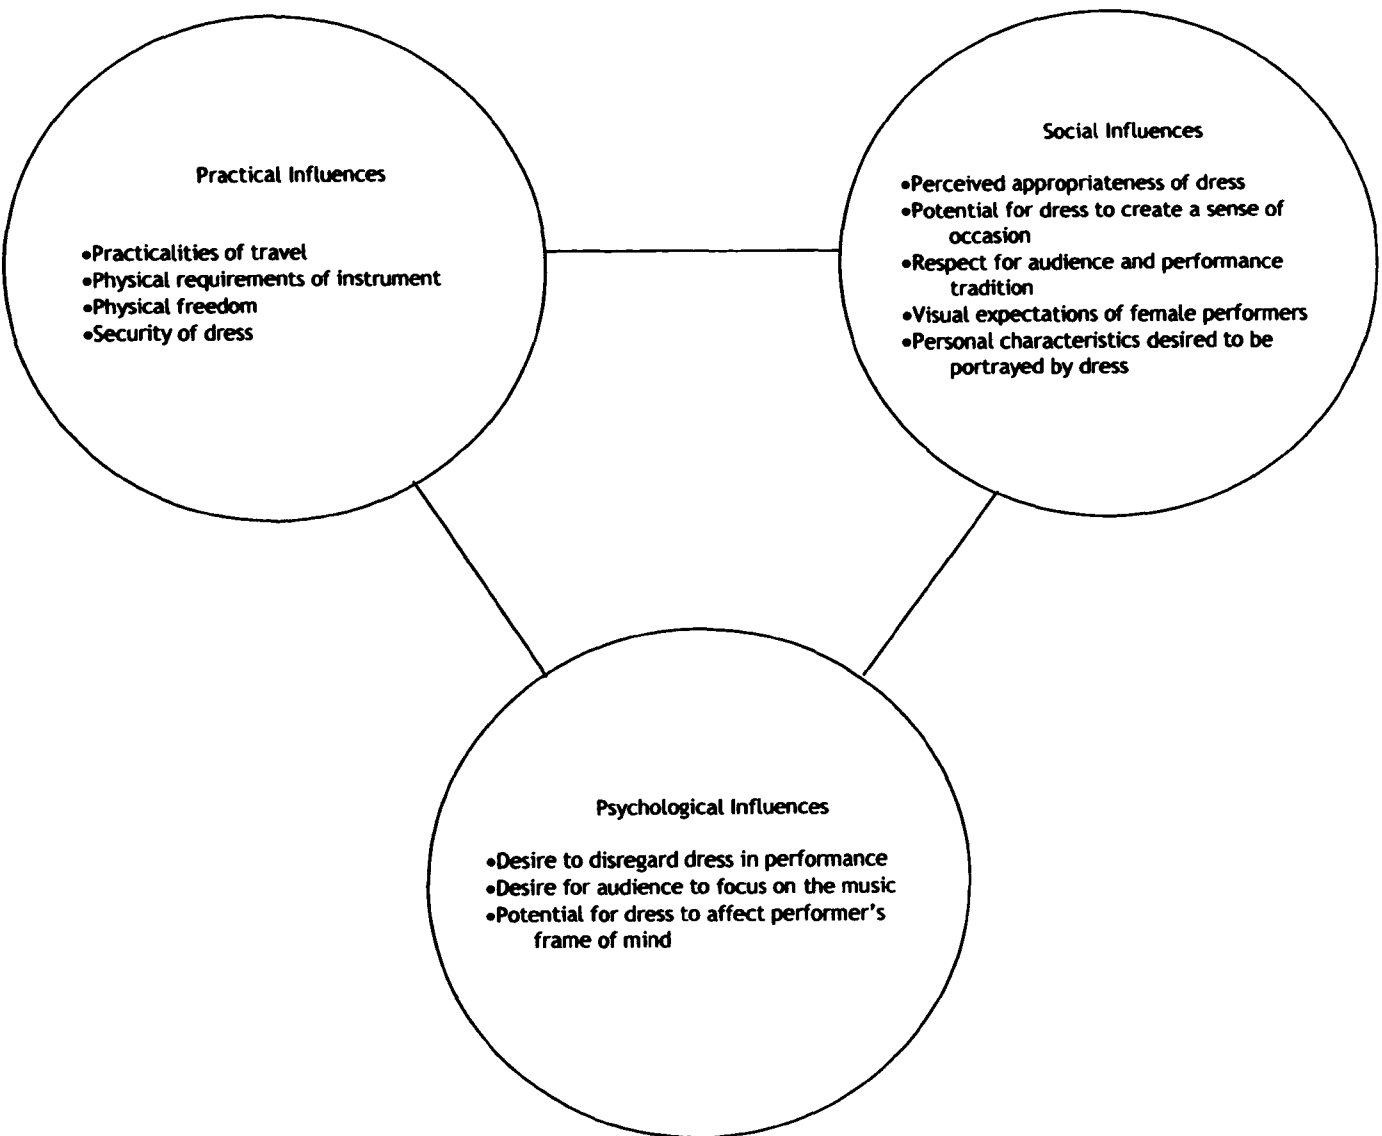 Practical Influences
•Practicalities of travel
•Physical requirements of instrument
•Physical freedom
•Security of dress
Social Influences
•Perceived appropriateness of dress
•Potential for dress to create a sense of
occasion
•Respect for audience and performance
tradition
•Visual expectations of female performers
•Personal characteristics desired to be
portrayed by dress
Psychological Influences
•Desire to disregard dress in performance
•Desire for audience to focus on the music
•Potential for dress to affect performer's
frame of mind